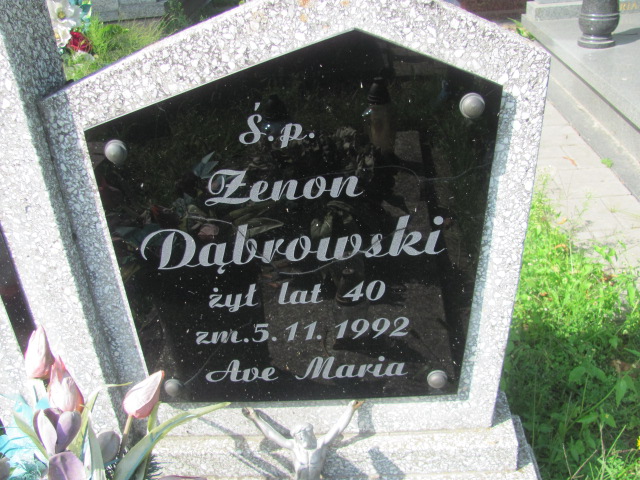 Ś.p.
Zenon
Dąbrowski
żył lat 40
zm. 5. 11. 1992
Ave Maria